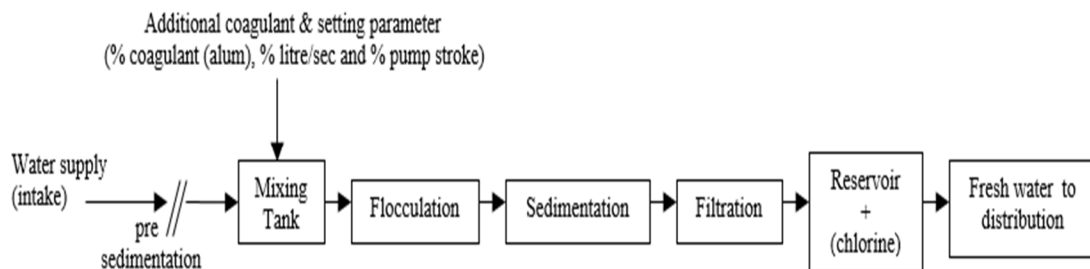 Additional coagulant & setting parameter
(% coagulant (alum), % litre/sec and % pump stroke)
Water supply
(intake)
pre
sedimentation
Mixing
Tank
Flocculation
Sedimentation
Filtration
Reservoir
+
(chlorine)
Fresh water to
distribution